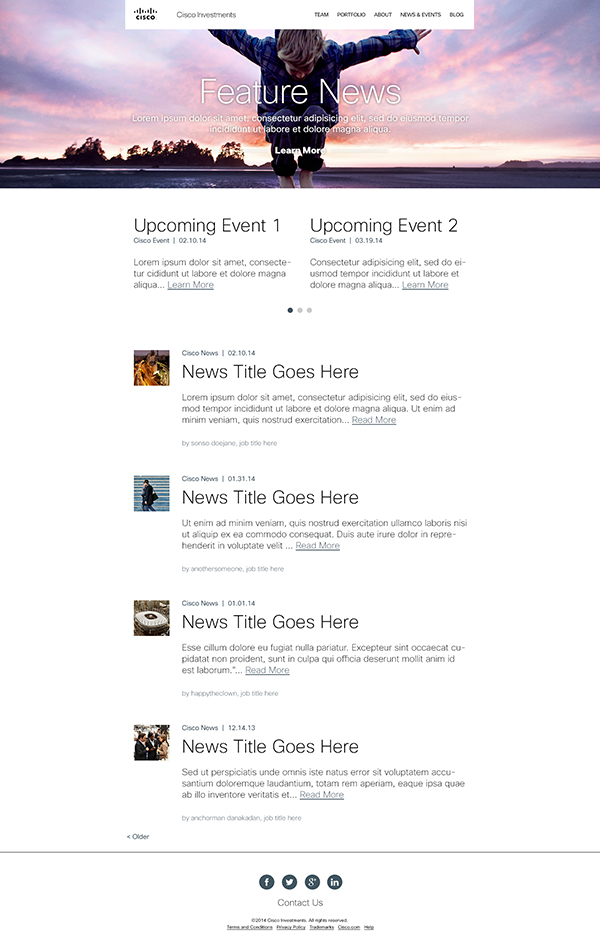 CISCO
Cisco Investments
TEAM PORTFOLIO ABOUT NEWS & EVENTS BLOG
Feature News
Lorem ipsum dolor sit amet, consectetur adipisicing elit, sed do eiusmod tempor
incididunt ut labore et dolore magna aliqua.
Learn More
Upcoming Event 1
Cisco Event | 02.10.14
Lorem ipsum dolor sit amet, consecte-
tur cididunt ut labore et dolore magna
aliqua... Learn More
Upcoming Event 2
Cisco Event | 03.19.14
Consectetur adipisicing elit, sed do ei-
usmod tempor incididunt ut labore et
dolore magna aliqua... Learn More
Cisco News | 02.10.14
News Title Goes Here
Lorem ipsum dolor sit amet, consectetur adipisicing elit, sed do eius-
mod tempor incididunt ut labore et dolore magna aliqua. Ut enim ad
minim veniam, quis nostrud exercitation... Read More
by sonso doejane, job title here
Cisco News | 01.31.14
News Title Goes Here
Ut enim ad minim veniam, quis nostrud exercitation ullamco laboris nisi
ut aliquip ex ea commodo consequat. Duis aute irure dolor in repre-
henderit in voluptate velit ... Read More
by anothersomeone, job title here
Cisco News | 01.01.14
News Title Goes Here
Esse cillum dolore eu fugiat nulla pariatur. Excepteur sint occaecat cu-
pidatat non proident, sunt in culpa qui officia deserunt mollit anim id
est laborum."... Read More
by happytheclown, job title here
Cisco News | 12.14.13
News Title Goes Here
Sed ut perspiciatis unde omnis iste natus error sit voluptatem accu-
santium doloremque laudantium, totam rem aperiam, eaque ipsa quae
ab illo inventore veritatis et... Read More
by anchorman danakadan, job title here
< Older
Contact Us
©2014 Cisco Investments. All rights reserved.
Terms and Conditions Privacy Policy Trademarks Cisco.com Help